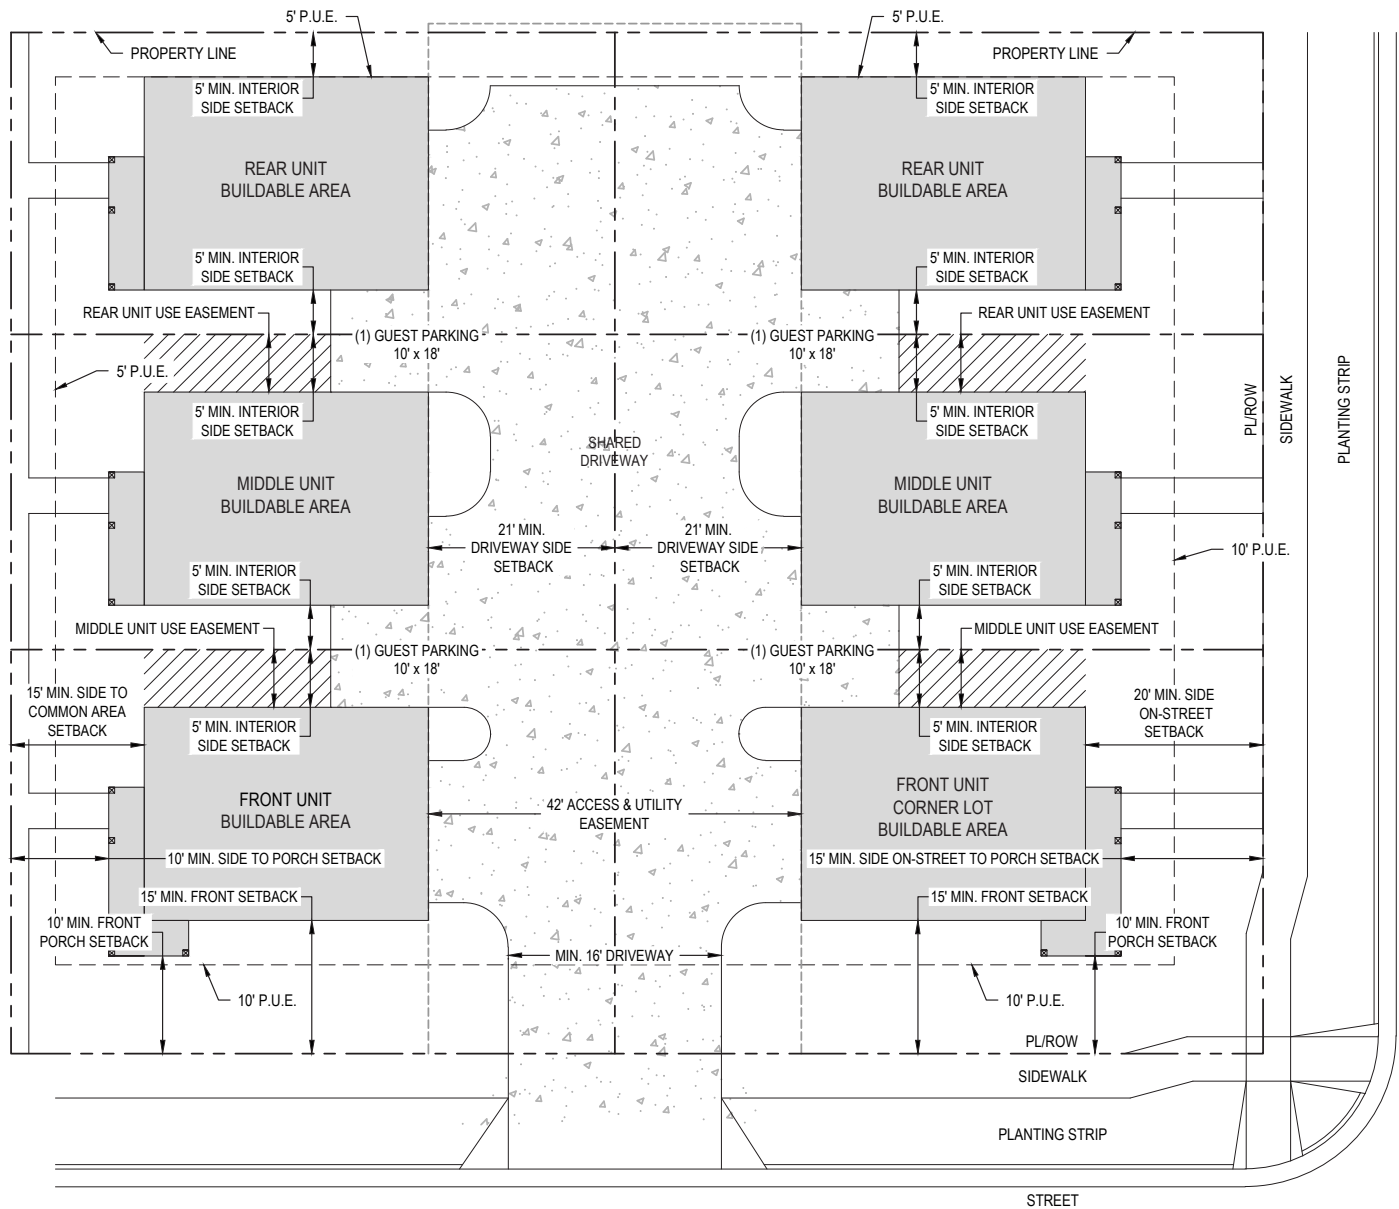 5' P.U.E.
5' P.U.E.
PROPERTY LINE
PROPERTY LINE
5' MIN. INTERIOR
SIDE SETBACK
5' MIN. INTERIOR
SIDE SETBACK
REAR UNIT
BUILDABLE AREA
REAR UNIT
BUILDABLE AREA
5' MIN. INTERIOR
SIDE SETBACK
5' MIN. INTERIOR
SIDE SETBACK
REAR UNIT USE EASEMENT
REAR UNIT USE EASEMENT
(1) GUEST PARKING
10' x 18'
(1) GUEST PARKING
10' x 18'
5' P.U.E.
5' MIN. INTERIOR
SIDE SETBACK
5' MIN. INTERIOR
SIDE SETBACK
PL/ROW
SIDEWALK
PLANTING STRIP
SHARED
DRIVEWAY
MIDDLE UNIT
BUILDABLE AREA
MIDDLE UNIT
BUILDABLE AREA
21' MIN.
DRIVEWAY SIDE
SETBACK
21' MIN.
DRIVEWAY SIDE
SETBACK
10' P.U.E.
5' MIN. INTERIOR
SIDE SETBACK
5' MIN. INTERIOR
SIDE SETBACK
MIDDLE UNIT USE EASEMENT
MIDDLE UNIT USE EASEMENT
(1) GUEST PARKING
10' x 18'
(1) GUEST PARKING
10' x 18'
15' MIN. SIDE TO
COMMON AREA
SETBACK
20' MIN. SIDE
ON-STREET
SETBACK
5' MIN. INTERIOR
SIDE SETBACK
5' MIN. INTERIOR
SIDE SETBACK
FRONT UNIT
BUILDABLE AREA
42' ACCESS & UTILITY
EASEMENT
FRONT UNIT
CORNER LOT
BUILDABLE AREA
10' MIN. SIDE TO PORCH SETBACK
15' MIN. SIDE ON-STREET TO PORCH SETBACK
15' MIN. FRONT SETBACK
15' MIN. FRONT SETBACK
10' MIN. FRONT
PORCH SETBACK
10' MIN. FRONT
PORCH SETBACK
MIN. 16' DRIVEWAY
10' P.U.E.
10' P.U.E.
PL/ROW
SIDEWALK
PLANTING STRIP
STREET